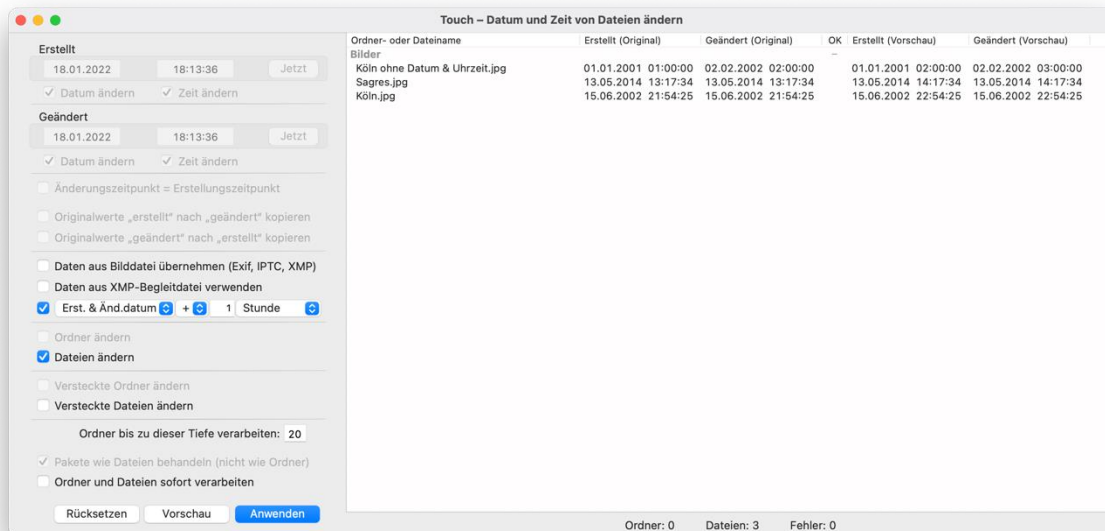 Touch – Datum und Zeit von Dateien ändern
Erstellt
18.01.2022 18:13:36 Jetzt
Datum ändern Zeit ändern
Geändert
18.01.2022 18:13:36 Jetzt
Datum ändern Zeit ändern
Änderungszeitpunkt = Erstellungszeitpunkt
Originalwerte „erstellt“ nach „geändert“ kopieren
Originalwerte „geändert“ nach „erstellt“ kopieren
Daten aus Bilddatei übernehmen (Exif, IPTC, XMP)
Daten aus XMP-Begleitdatei verwenden
Erst. & Änd.datum + 1 Stunde
Ordner ändern
Dateien ändern
Versteckte Ordner ändern
Versteckte Dateien ändern
Ordner bis zu dieser Tiefe verarbeiten: 20
Pakete wie Dateien behandeln (nicht wie Ordner)
Ordner und Dateien sofort verarbeiten
Rücksetzen Vorschau Anwenden
Ordner- oder Dateiname Erstellt (Original) Geändert (Original) OK Erstellt (Vorschau) Geändert (Vorschau)
Bilder –
Köln ohne Datum & Uhrzeit.jpg 01.01.2001 01:00:00 02.02.2002 02:00:00 01.01.2001 02:00:00 02.02.2002 03:00:00
Sagres.jpg 13.05.2014 13:17:34 13.05.2014 13:17:34 13.05.2014 14:17:34 13.05.2014 14:17:34
Köln.jpg 15.06.2002 21:54:25 15.06.2002 21:54:25 15.06.2002 22:54:25 15.06.2002 22:54:25
Ordner: 0 Dateien: 3 Fehler: 0